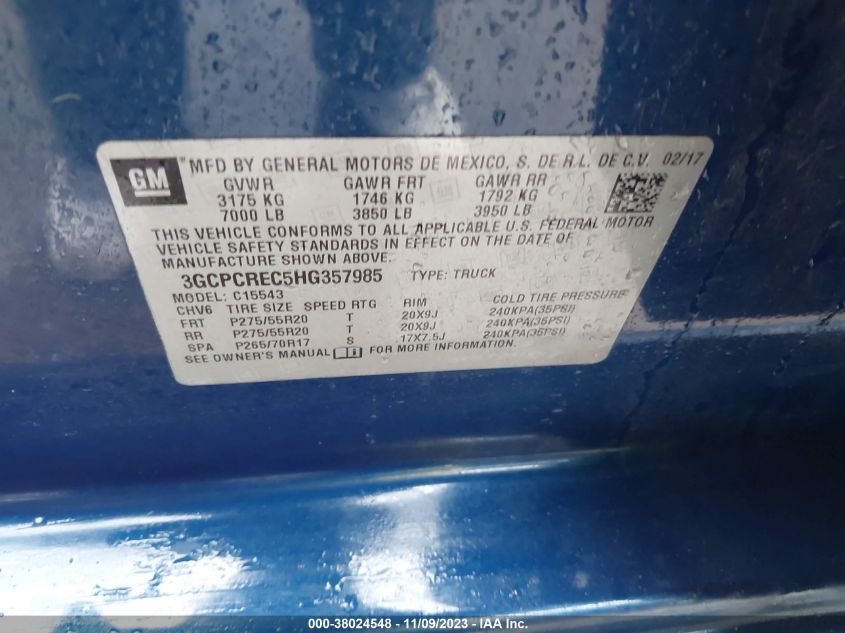 GM MFD BY GENERAL MOTORS DE MEXICO, S. DE R.L. DE C.V. 02/17
GVWR GAWR FRT GAWR RR
3175 KG 1746 KG 1792 KG
7000 LB 3850 LB 3950 LB
THIS VEHICLE CONFORMS TO ALL APPLICABLE U.S. FEDERAL MOTOR
VEHICLE SAFETY STANDARDS IN EFFECT ON THE DATE OF
MANUFACTURE SHOWN ABOVE.
3GCPCREC5HG357985 TYPE: TRUCK
MODEL: C15543
CHV6 TIRE SIZE SPEED RTG RIM COLD TIRE PRESSURE
FRT P275/55R20 T 20X9J 240KPA(35PSI)
RR P275/55R20 T 20X9J 240KPA(35PSI)
SPA P265/70R17 S 17X7.5J 240KPA(35PSI)
SEE OWNER'S MANUAL FOR MORE INFORMATION.
000-38024548 - 11/09/2023 - IAA Inc.